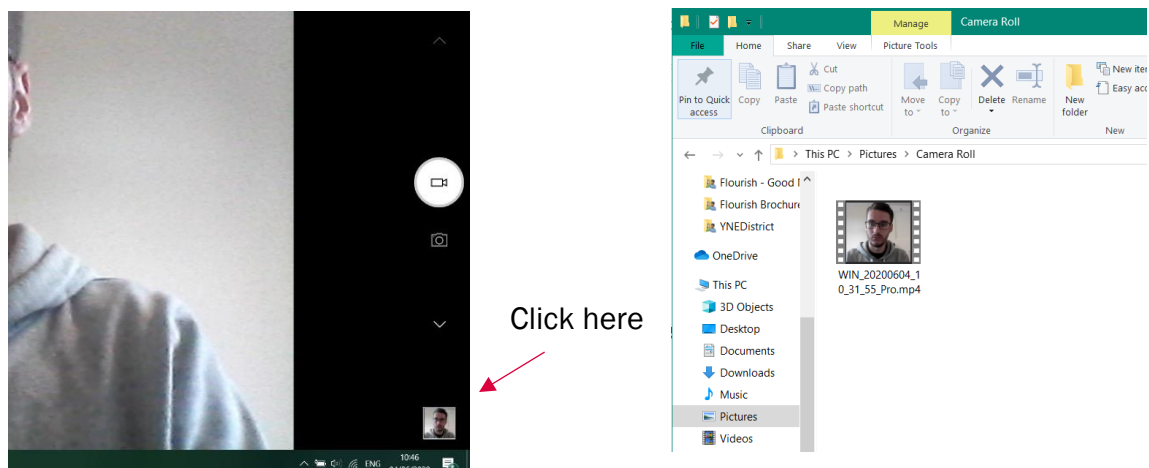 10:46
ENG
Click here
Manage
Camera Roll
File Home Share View Picture Tools
Pin to Quick access
Copy
Paste
Cut
Copy path
Paste shortcut
Move to
Copy to
Delete
Rename
New folder
New
Easy
Clipboard
Organize
New
This PC > Pictures > Camera Roll
Flourish - Good
Flourish Brochure
YNEDistrict
OneDrive
This PC
3D Objects
Desktop
Documents
Downloads
Music
Pictures
Videos
WIN_20200604_1
0_31_55_Pro.mp4